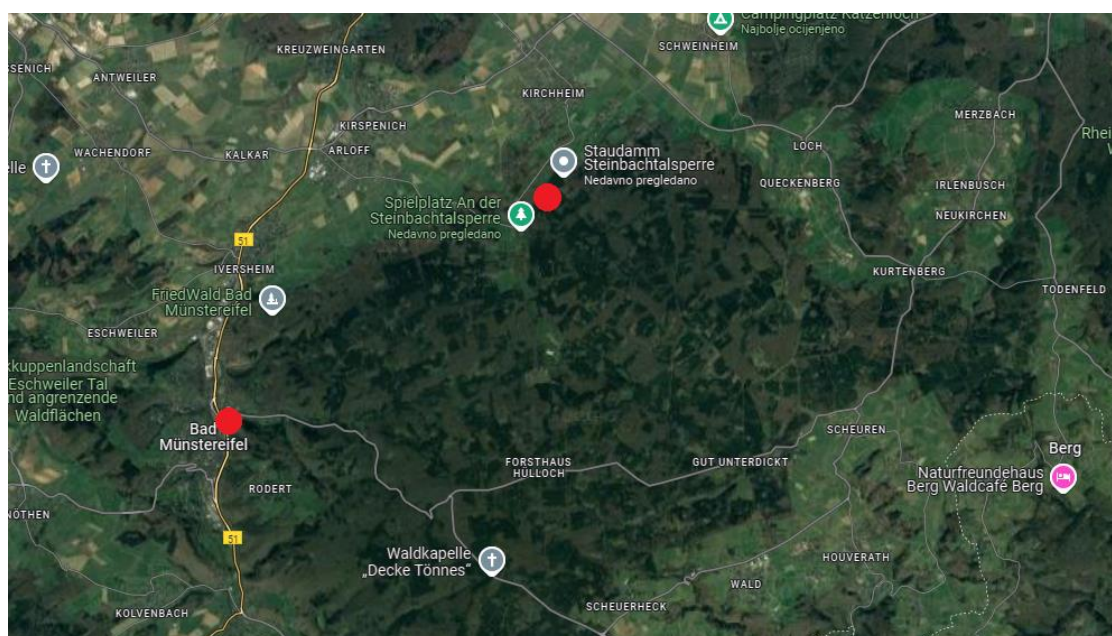 Campingplatz Katzenloch
Najbolje ocijenjeno
SCHWEINHEIM
KREUZWEINGARTEN
SSENICH
ANTWEILER
KIRCHHEIM
MERZBACH
KIRSPENICH
Rhei
W
WACHENDORF
KALKAR
ARLOFF
LOCH
elle
Staudamm
Steinbachtalsperre
Nedavno pregledano
QUECKENBERG
IRLENBUSCH
NEUKIRCHEN
Spielplatz An der
Steinbachtalsperre
Nedavno pregledano
51
IVERSHEIM
KURTENBERG
TODENFELD
FriedWald Bad
Münstereifel
ESCHWEILER
kkuppenlandschaft
Eschweiler Tal
nd angrenzende
Waldflächen
Bad
Münstereifel
SCHEUREN
Berg
FORSTHAUS
HÜLLOCH
GUT UNTERDICKT
Naturfreundehaus
Berg Waldcafé Berg
RODERT
NÖTHEN
51
Waldkapelle
„Decke Tönnes“
HOUVERATH
WALD
SCHEUERHECK
KOLVENBACH